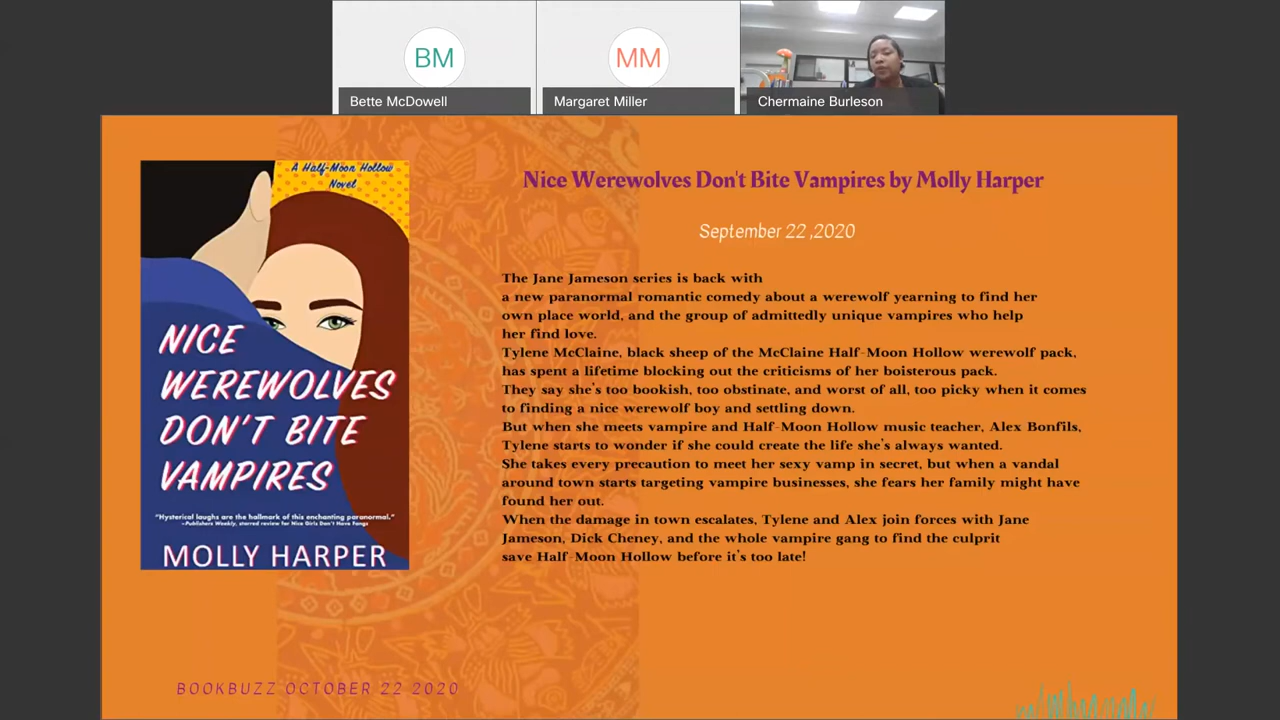 BM
MM
Bette McDowell
Margaret Miller
Chermaine Burleson
A Half-Moon Hollow
Novel
NICE
WEREWOLVES
DON'T BITE
VAMPIRES
"Hysterical laughs are the hallmark of this enchanting paranormal."
—Publishers Weekly, starred review for Nice Girls Don't Have Fangs
MOLLY HARPER
Nice Werewolves Don't Bite Vampires by Molly Harper
September 22 ,2020
The Jane Jameson series is back with
a new paranormal romantic comedy about a werewolf yearning to find her
own place world, and the group of admittedly unique vampires who help
her find love.
Tylene McClaine, black sheep of the McClaine Half-Moon Hollow werewolf pack,
has spent a lifetime blocking out the criticisms of her boisterous pack.
They say she's too bookish, too obstinate, and worst of all, too picky when it comes
to finding a nice werewolf boy and settling down.
But when she meets vampire and Half-Moon Hollow music teacher, Alex Bonfils,
Tylene starts to wonder if she could create the life she's always wanted.
She takes every precaution to meet her sexy vamp in secret, but when a vandal
around town starts targeting vampire businesses, she fears her family might have
found her out.
When the damage in town escalates, Tylene and Alex join forces with Jane
Jameson, Dick Cheney, and the whole vampire gang to find the culprit
save Half-Moon Hollow before it's too late!
BOOKBUZZ OCTOBER 22 2020